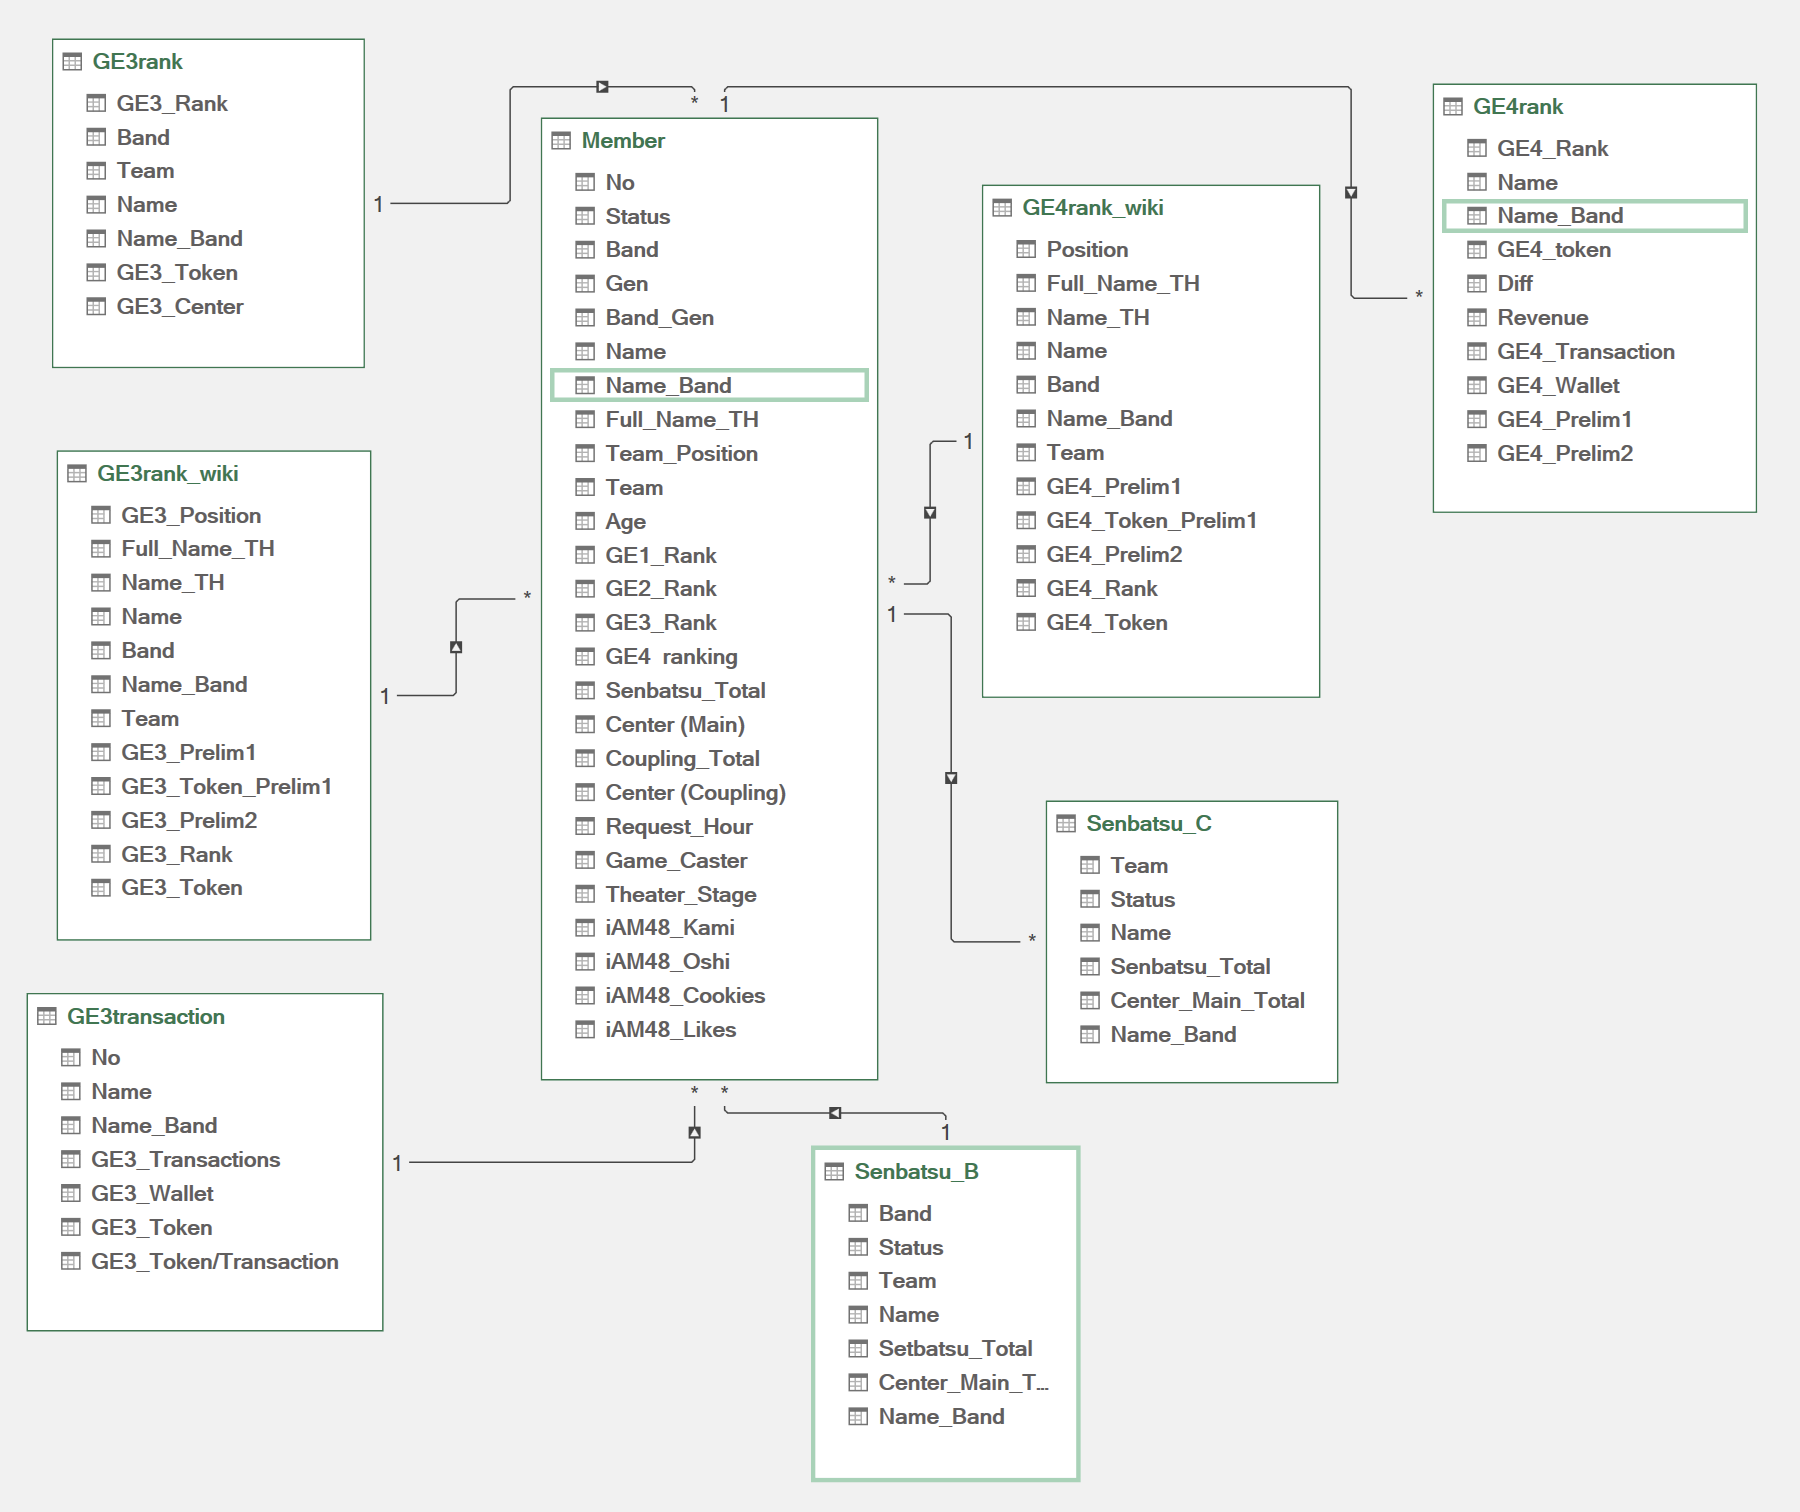 GE3rank
GE3_Rank
Band
Team
Name
Name_Band
GE3_Token
GE3_Center
1
*
1
Member
No
Status
Band
Gen
Band_Gen
Name
Name_Band
Full_Name_TH
Team_Position
Team
Age
GE1_Rank
GE2_Rank
GE3_Rank
GE4 ranking
Senbatsu_Total
Center (Main)
Coupling_Total
Center (Coupling)
Request_Hour
Game_Caster
Theater_Stage
iAM48_Kami
iAM48_Oshi
iAM48_Cookies
iAM48_Likes
GE4rank_wiki
Position
Full_Name_TH
Name_TH
Name
Band
Name_Band
Team
GE4_Prelim1
GE4_Token_Prelim1
GE4_Prelim2
GE4_Rank
GE4_Token
1
*
1
*
GE4rank
GE4_Rank
Name
Name_Band
GE4_token
Diff
Revenue
GE4_Transaction
GE4_Wallet
GE4_Prelim1
GE4_Prelim2
*
GE3rank_wiki
GE3_Position
Full_Name_TH
Name_TH
Name
Band
Name_Band
Team
GE3_Prelim1
GE3_Token_Prelim1
GE3_Prelim2
GE3_Rank
GE3_Token
1
*
Senbatsu_C
Team
Status
Name
Senbatsu_Total
Center_Main_Total
Name_Band
GE3transaction
No
Name
Name_Band
GE3_Transactions
GE3_Wallet
GE3_Token
GE3_Token/Transaction
1
* *
1
Senbatsu_B
Band
Status
Team
Name
Setbatsu_Total
Center_Main_T...
Name_Band